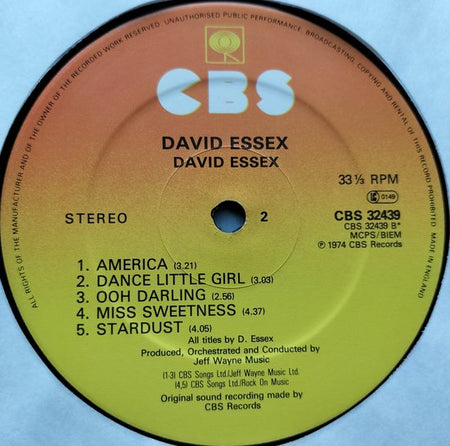 ALL RIGHTS OF THE MANUFACTURER AND OF THE OWNER OF THE RECORDED WORK RESERVED. UNAUTHORISED PUBLIC PERFORMANCE, BROADCASTING, COPYING AND RENTAL OF THIS RECORD PROHIBITED. MADE IN ENGLAND
CBS
DAVID ESSEX
DAVID ESSEX
33⅓ RPM
0149
STEREO
2
CBS 32439
CBS 32439 B*
MCPS/BIEM
℗ 1974 CBS Records
1. AMERICA (3.21)
2. DANCE LITTLE GIRL (3.03)
3. OOH DARLING (2.56)
4. MISS SWEETNESS (4.37)
5. STARDUST (4.05)
All titles by D. Essex
Produced, Orchestrated and Conducted by
Jeff Wayne Music
(1-3) CBS Songs Ltd./Jeff Wayne Music Ltd.
(4,5) CBS Songs Ltd/Rock On Music
Original sound recording made by
CBS Records